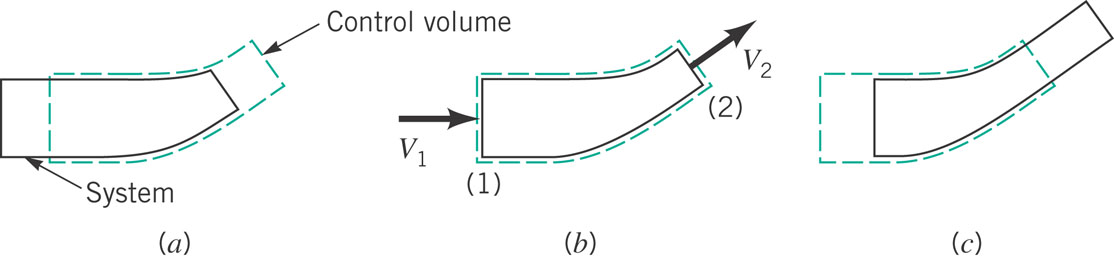 Control volume
System
(a)
V1
V2
(1)
(2)
(b)
(c)